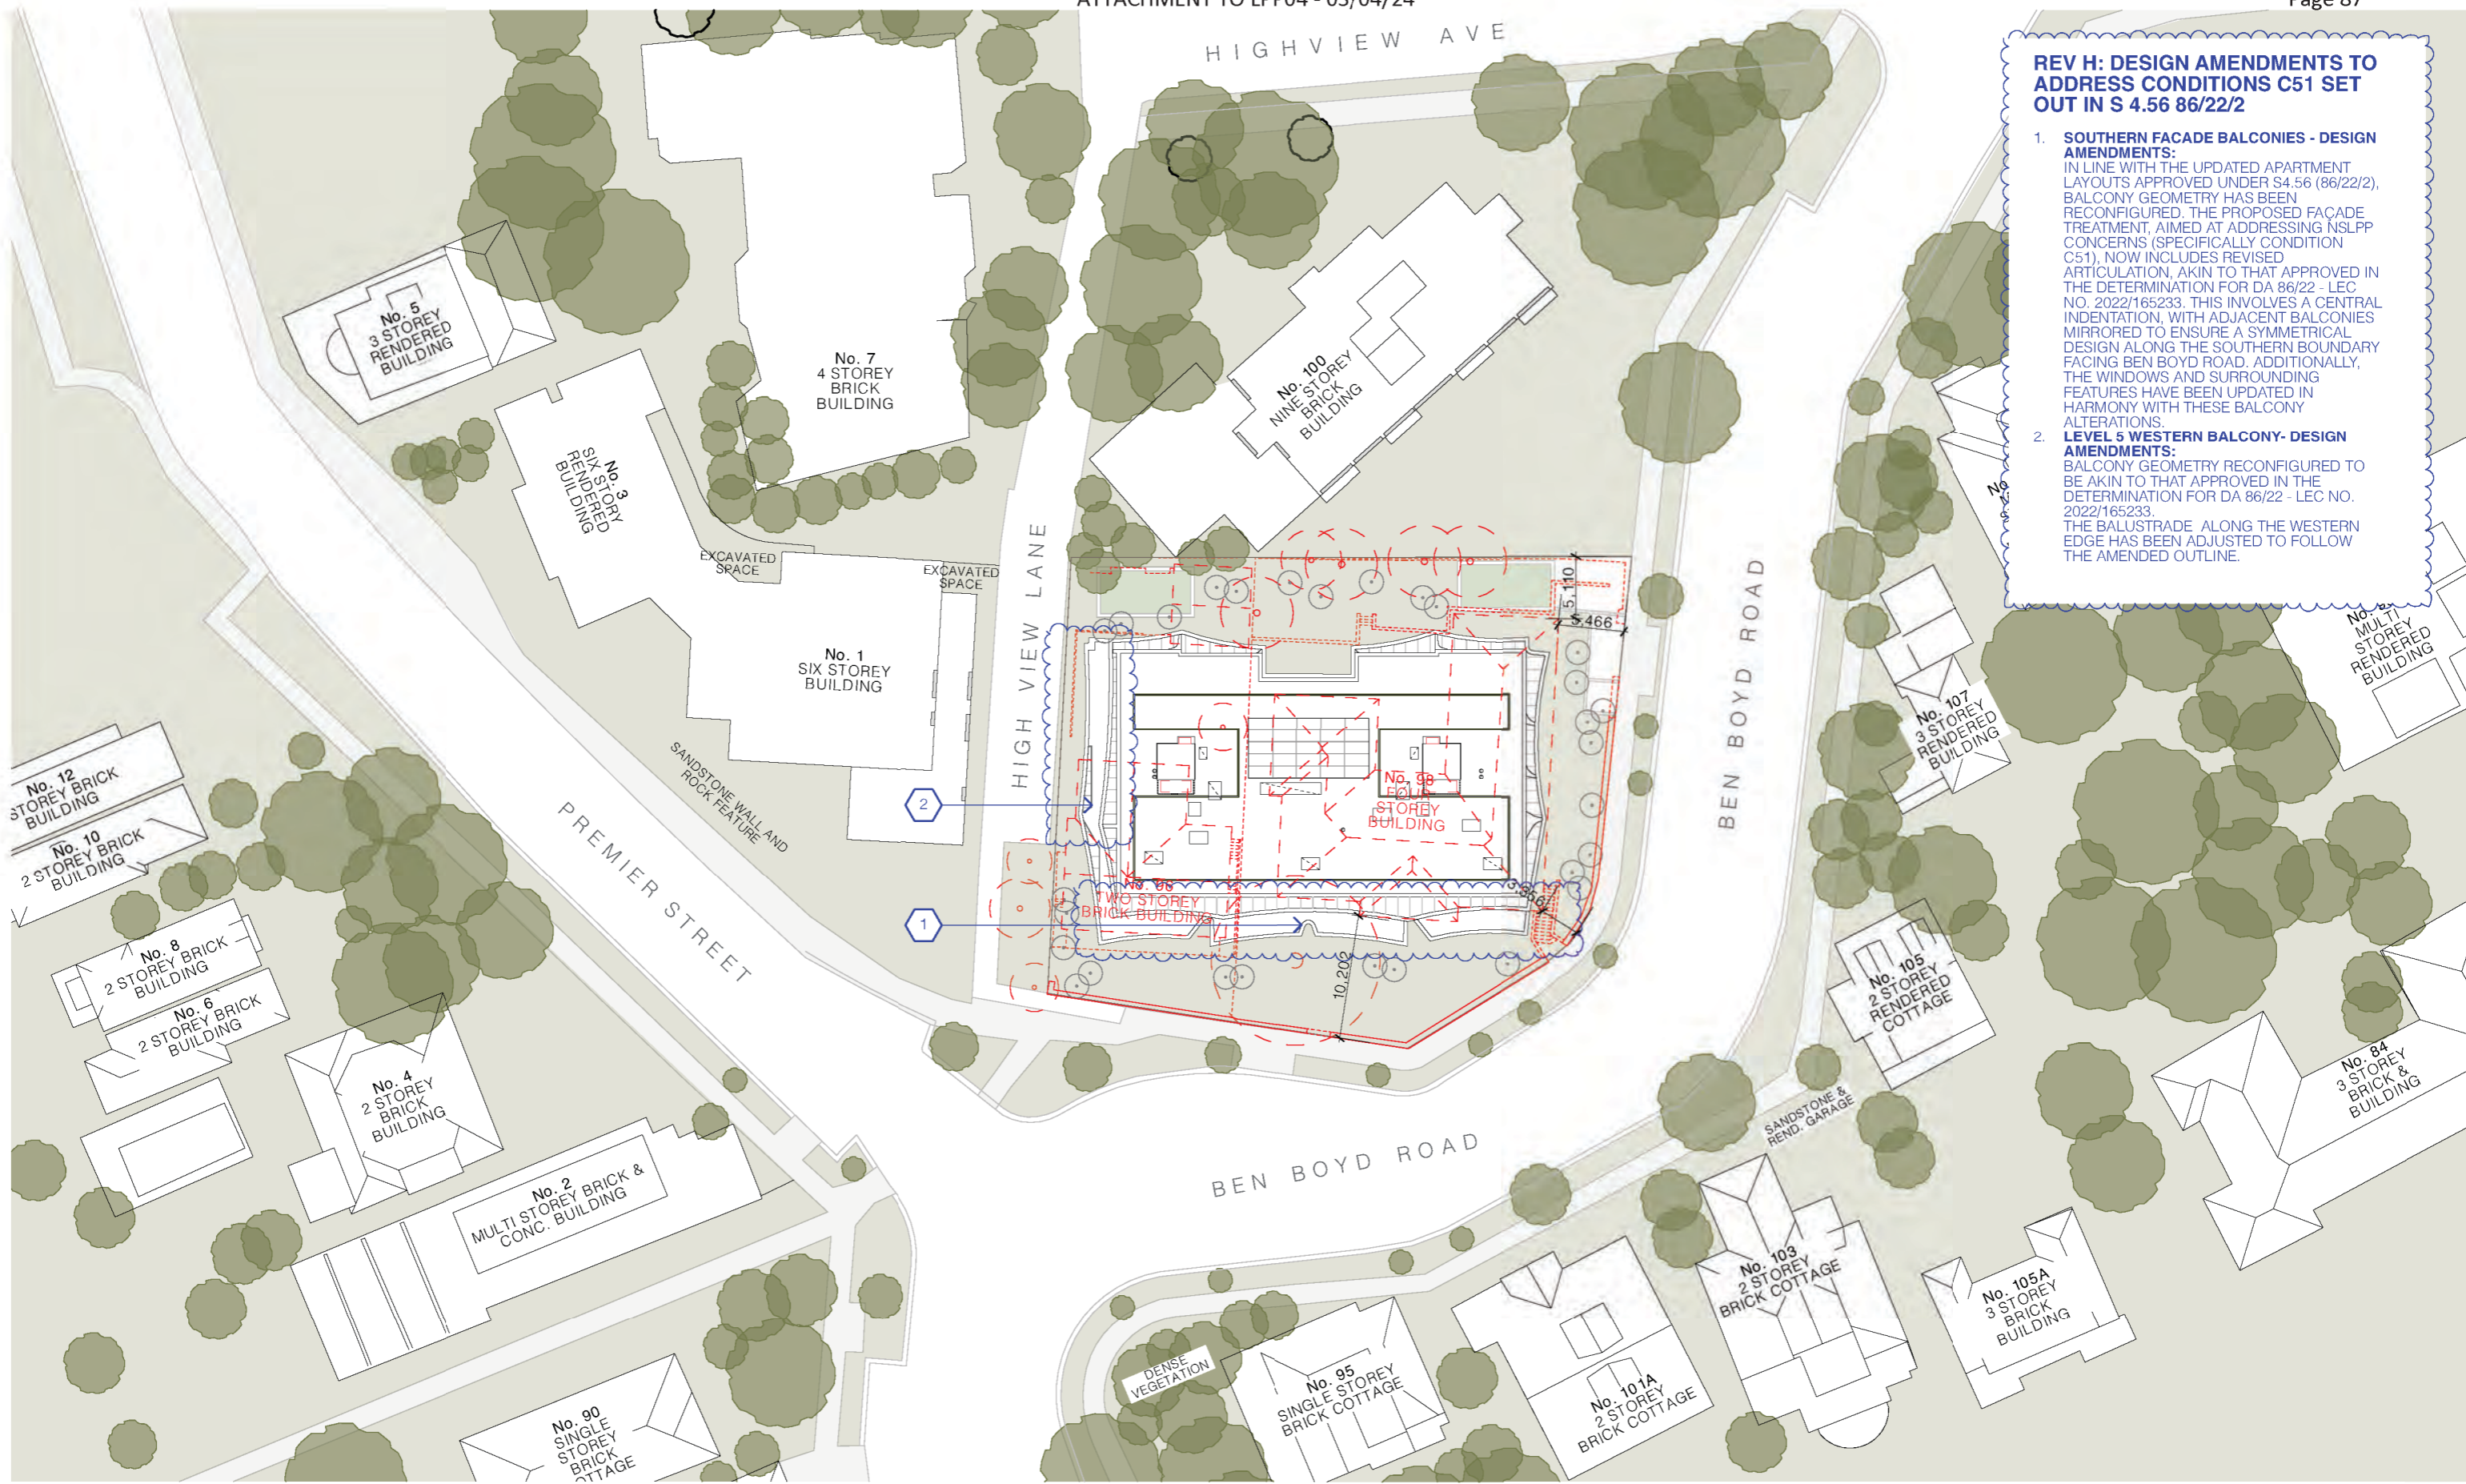 ATTACHMENT TO LPP04 - 03/04/24
Page 87
HIGHVIEW AVE
REV H: DESIGN AMENDMENTS TO
ADDRESS CONDITIONS C51 SET
OUT IN S 4.56 86/22/2
1. SOUTHERN FACADE BALCONIES - DESIGN
AMENDMENTS:
IN LINE WITH THE UPDATED APARTMENT
LAYOUTS APPROVED UNDER S4.56 (86/22/2),
BALCONY GEOMETRY HAS BEEN
RECONFIGURED. THE PROPOSED FAÇADE
TREATMENT, AIMED AT ADDRESSING NSLPP
CONCERNS (SPECIFICALLY CONDITION
C51), NOW INCLUDES REVISED
ARTICULATION, AKIN TO THAT APPROVED IN
THE DETERMINATION FOR DA 86/22 - LEC
NO. 2022/165233. THIS INVOLVES A CENTRAL
INDENTATION, WITH ADJACENT BALCONIES
MIRRORED TO ENSURE A SYMMETRICAL
DESIGN ALONG THE SOUTHERN BOUNDARY
FACING BEN BOYD ROAD. ADDITIONALLY,
THE WINDOWS AND SURROUNDING
FEATURES HAVE BEEN UPDATED IN
HARMONY WITH THESE BALCONY
ALTERATIONS.
2. LEVEL 5 WESTERN BALCONY- DESIGN
AMENDMENTS:
BALCONY GEOMETRY RECONFIGURED TO
BE AKIN TO THAT APPROVED IN THE
DETERMINATION FOR DA 86/22 - LEC NO.
2022/165233.
THE BALUSTRADE ALONG THE WESTERN
EDGE HAS BEEN ADJUSTED TO FOLLOW
THE AMENDED OUTLINE.
No. 5
3 STOREY
RENDERED
BUILDING
No. 7
4 STOREY
BRICK
BUILDING
No. 100
NINE STOREY
BRICK
BUILDING
No. 3
SIX STORY
RENDERED
BUILDING
EXCAVATED
SPACE
EXCAVATED
SPACE
HIGH VIEW LANE
5,110
5,466
BEN BOYD ROAD
No. 1
SIX STOREY
BUILDING
MULTI
STOREY
RENDERED
BUILDING
No. 107
3 STOREY
RENDERED
BUILDING
SANDSTONE WALL AND
ROCK FEATURE
No. 98
FOUR
STOREY
BUILDING
2
No. 12
STOREY BRICK
BUILDING
No. 10
2 STOREY BRICK
BUILDING
PREMIER STREET
TWO STOREY
BRICK BUILDING
1
10,202
No. 8
2 STOREY BRICK
BUILDING
No. 6
2 STOREY BRICK
BUILDING
No. 105
2 STOREY
RENDERED
COTTAGE
No. 4
2 STOREY
BRICK
BUILDING
No. 84
3 STOREY
BRICK &
BUILDING
SANDSTONE &
REND. GARAGE
BEN BOYD ROAD
No. 2
MULTI STOREY BRICK &
CONC. BUILDING
No. 103
2 STOREY
BRICK COTTAGE
No. 105A
3 STOREY
BRICK
BUILDING
DENSE
VEGETATION
No. 95
SINGLE STOREY
BRICK COTTAGE
No. 101A
2 STOREY
BRICK COTTAGE
No. 90
SINGLE
STOREY
BRICK